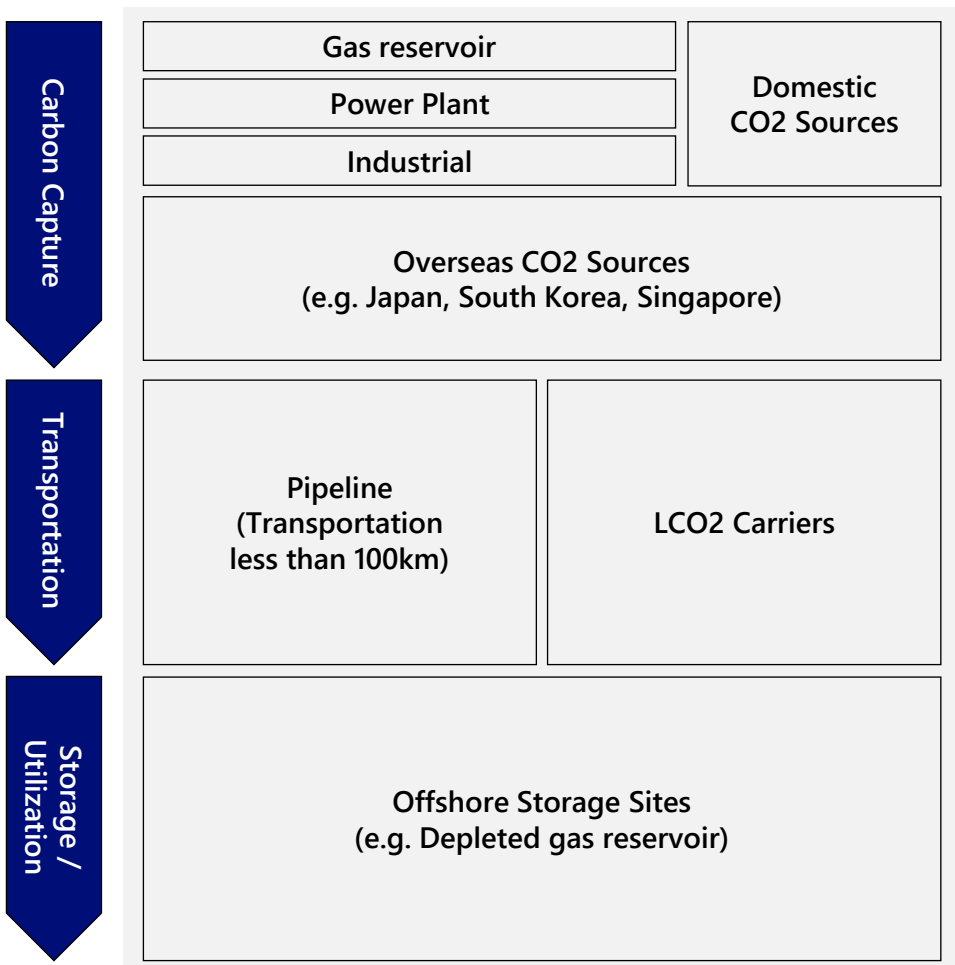 Carbon Capture
Gas reservoir
Power Plant
Industrial
Domestic
CO2 Sources
Overseas CO2 Sources
(e.g. Japan, South Korea, Singapore)
Transportation
Pipeline
(Transportation
less than 100km)
LCO2 Carriers
Storage /
Utilization
Offshore Storage Sites
(e.g. Depleted gas reservoir)